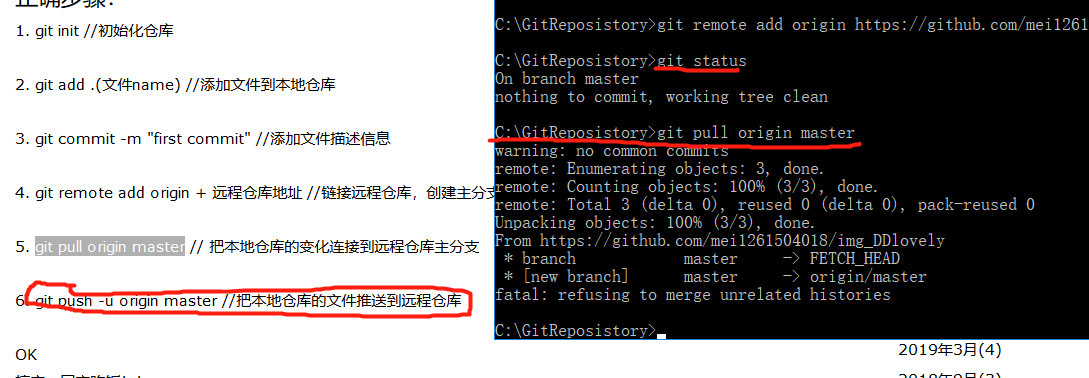 1. git init //初始化仓库
2. git add .(文件name) //添加文件到本地仓库
3. git commit -m "first commit" //添加文件描述信息
4. git remote add origin + 远程仓库地址 //链接远程仓库，创建主分支
5. git pull origin master // 把本地仓库的变化连接到远程仓库主分支
6. git push -u origin master //把本地仓库的文件推送到远程仓库
OK
C:\GitReposistory>git remote add origin https://github.com/mei1261
C:\GitReposistory>git status
On branch master
nothing to commit, working tree clean
C:\GitReposistory>git pull origin master
warning: no common commits
remote: Enumerating objects: 3, done.
remote: Counting objects: 100% (3/3), done.
remote: Total 3 (delta 0), reused 0 (delta 0), pack-reused 0
Unpacking objects: 100% (3/3), done.
From https://github.com/mei1261504018/img_DDlovely
* branch master -> FETCH_HEAD
* [new branch] master -> origin/master
fatal: refusing to merge unrelated histories
C:\GitReposistory>
2019年3月(4)